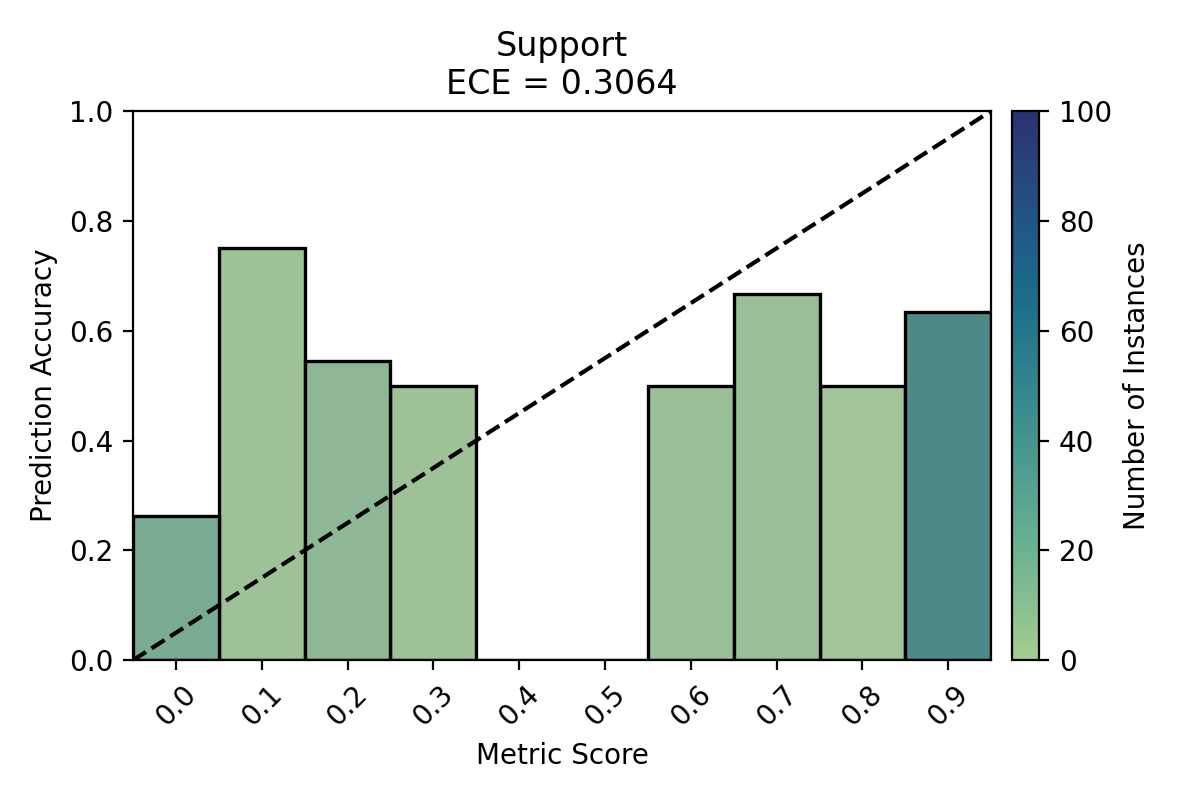 Support
ECE = 0.3064
1.0
0.8
0.6
0.4
0.2
0.0
Prediction Accuracy
0.0 0.1 0.2 0.3 0.4 0.5 0.6 0.7 0.8 0.9
Metric Score
100
80
60
40
20
0
Number of Instances